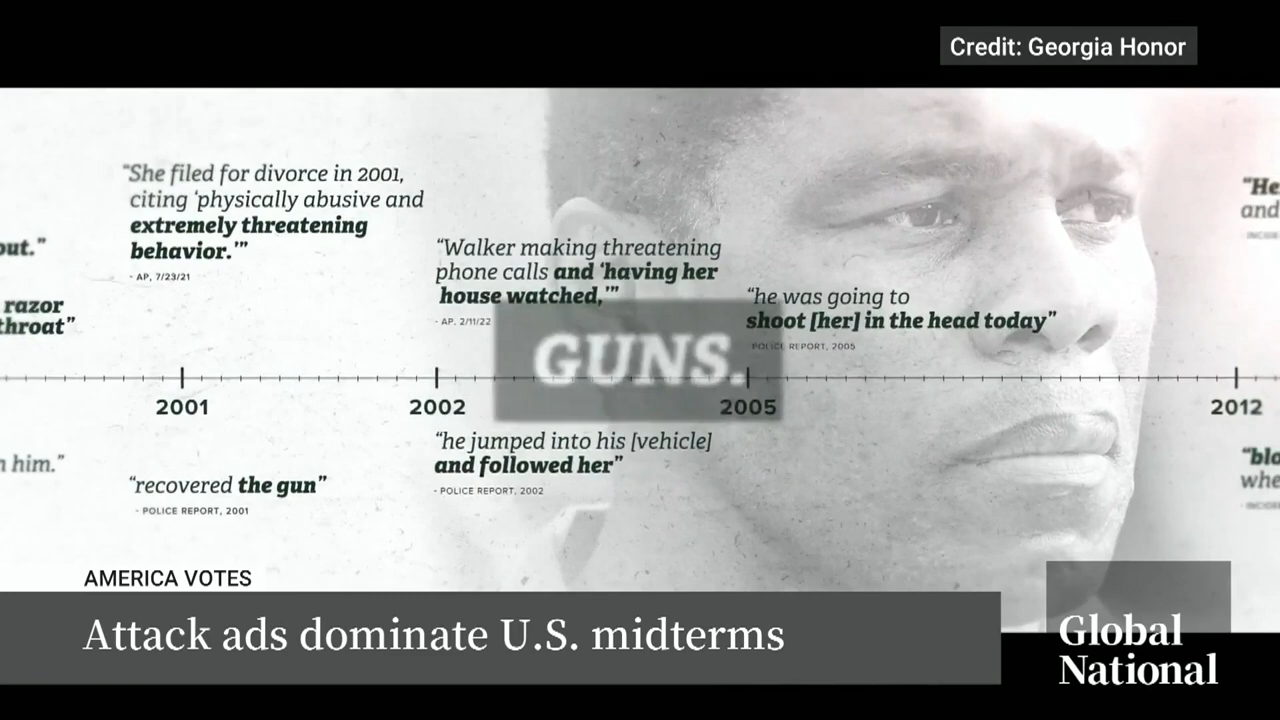 Credit: Georgia Honor
"She filed for divorce in 2001,
citing 'physically abusive and
extremely threatening
behavior.'"
- AP, 7/23/21
out."
razor
throat"
"Walker making threatening
phone calls and 'having her
house watched,'"
- AP. 2/11/22
"he was going to
shoot [her] in the head today"
POLICE REPORT, 2005
"He
and
GUNS.
2001
2002
2005
2012
him."
"recovered the gun"
- POLICE REPORT, 2001
"he jumped into his [vehicle]
and followed her"
- POLICE REPORT, 2002
"blo
whe
AMERICA VOTES
Attack ads dominate U.S. midterms
Global
National